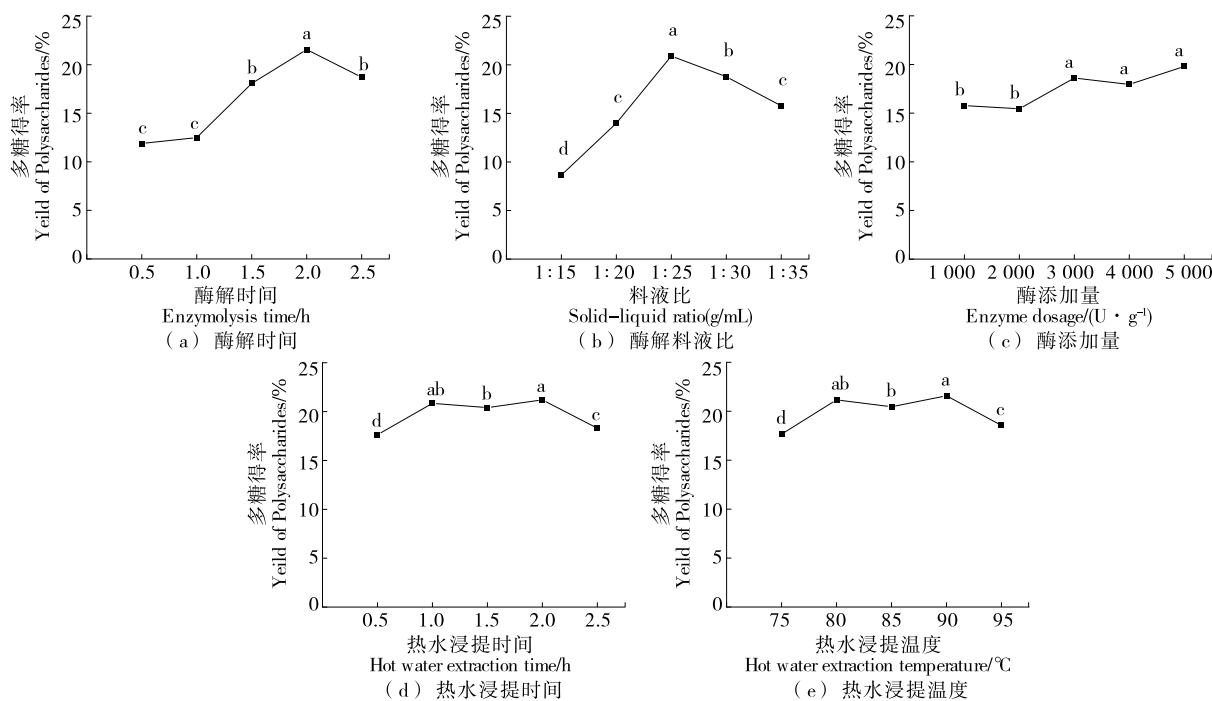 多糖得率
Yeild of Polysaccharides/%
25
20
15
10
5
0
c
c
b
a
b
0.5 1.0 1.5 2.0 2.5
酶解时间
Enzymolysis time/h
(a) 酶解时间
多糖得率
Yeild of Polysaccharides/%
25
20
15
10
5
0
d
c
a
b
c
1:15 1:20 1:25 1:30 1:35
料液比
Solid-liquid ratio(g/mL)
(b) 酶解料液比
多糖得率
Yeild of Polysaccharides/%
25
20
15
10
5
0
b
b
a
a
a
1 000 2 000 3 000 4 000 5 000
酶添加量
Enzyme dosage/(U · g⁻¹)
(c) 酶添加量
多糖得率
Yeild of Polysaccharides/%
25
20
15
10
5
0
d
ab
b
a
c
0.5 1.0 1.5 2.0 2.5
热水浸提时间
Hot water extraction time/h
(d) 热水浸提时间
多糖得率
Yeild of Polysaccharides/%
25
20
15
10
5
0
d
ab
b
a
c
75 80 85 90 95
热水浸提温度
Hot water extraction temperature/℃
(e) 热水浸提温度